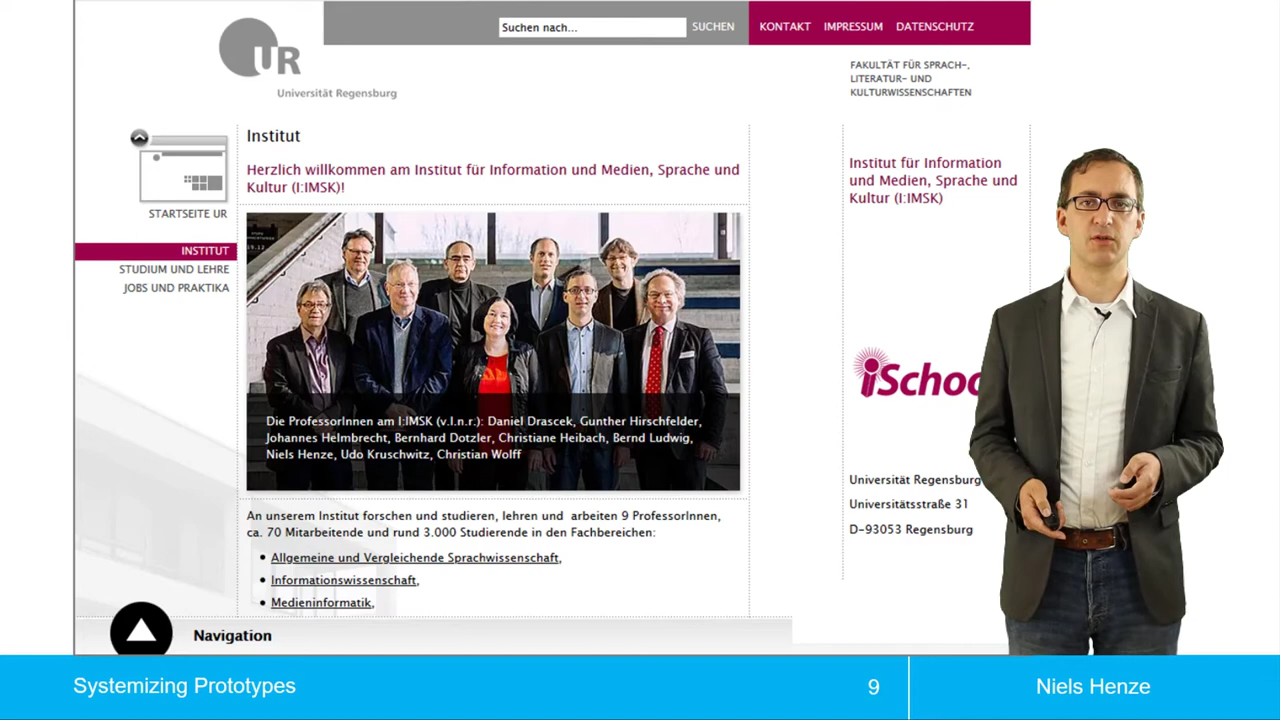 Suchen nach...
SUCHEN
KONTAKT
IMPRESSUM
DATENSCHUTZ
UR
Universität Regensburg
FAKULTÄT FÜR SPRACH-,
LITERATUR- UND
KULTURWISSENSCHAFTEN
STARTSEITE UR
INSTITUT
STUDIUM UND LEHRE
JOBS UND PRAKTIKA
Institut
Herzlich willkommen am Institut für Information und Medien, Sprache und
Kultur (I:IMSK)!
Die ProfessorInnen am I:IMSK (v.l.n.r.): Daniel Drascek, Gunther Hirschfelder,
Johannes Helmbrecht, Bernhard Dotzler, Christiane Heibach, Bernd Ludwig,
Niels Henze, Udo Kruschwitz, Christian Wolff
An unserem Institut forschen und studieren, lehren und arbeiten 9 ProfessorInnen,
ca. 70 Mitarbeitende und rund 3.000 Studierende in den Fachbereichen:
• Allgemeine und Vergleichende Sprachwissenschaft,
• Informationswissenschaft,
• Medieninformatik,
Institut für Information
und Medien, Sprache und
Kultur (I:IMSK)
iSchoo
Universität Regensburg
Universitätsstraße 31
D-93053 Regensburg
Navigation
Systemizing Prototypes
9
Niels Henze